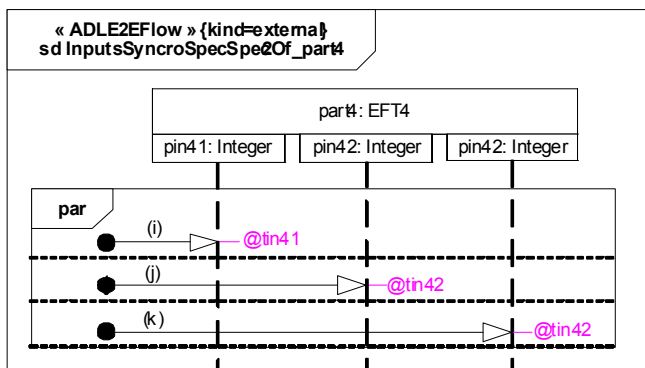 « ADLE2EFlow » {kind=external}
sd InputsSyncroSpecSpec2Of_part4
part4: EFT4
pin41: Integer pin42: Integer pin42: Integer
par
(i)
@tin41
(j)
@tin42
(k)
@tin42